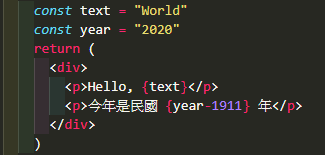 const text = "World"
const year = "2020"
return (
<div>
<p>Hello, {text}</p>
<p>今年是民國 {year-1911} 年</p>
</div>
)